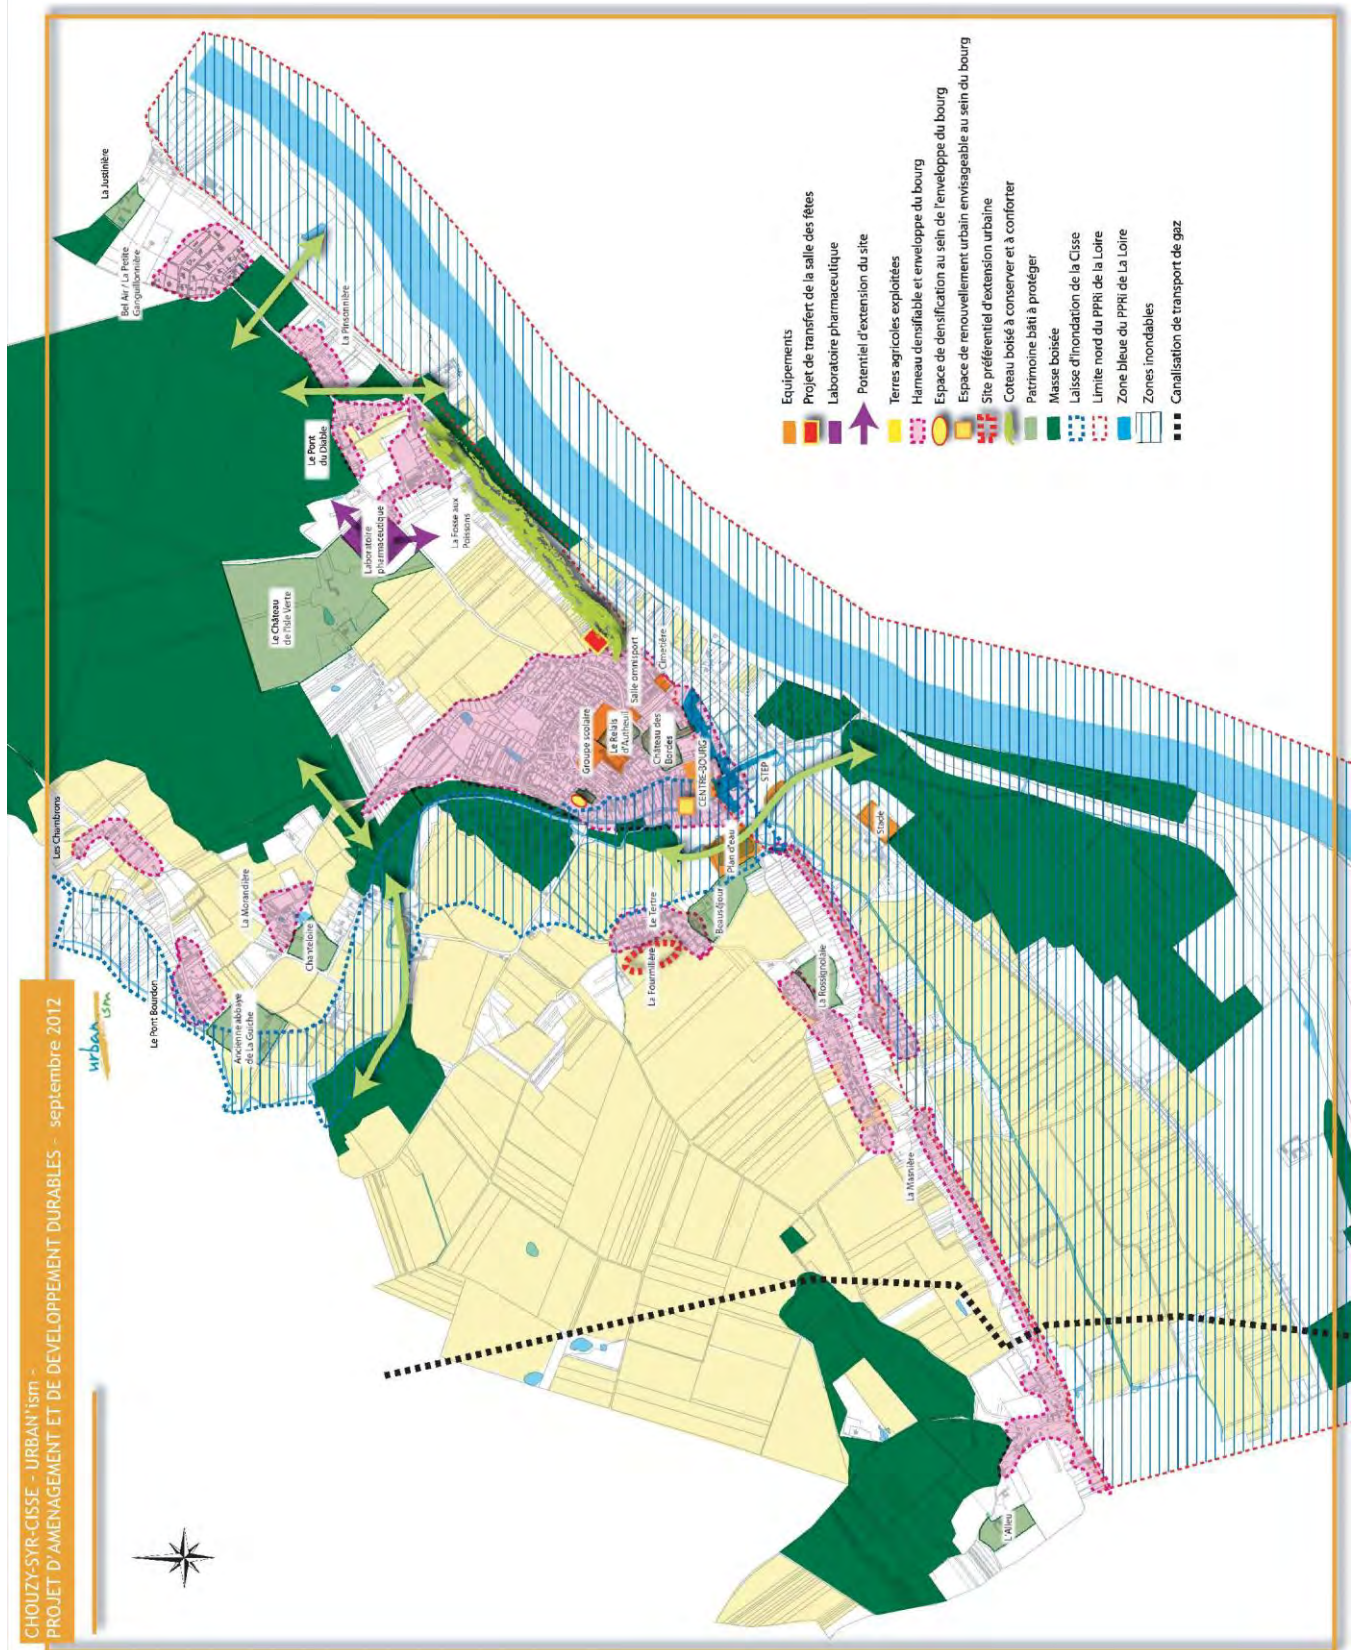 CHOUZY-SYR-CISSE - URBAN'ism -
PROJET D'AMENAGEMENT ET DE DEVELOPPEMENT DURABLES - septembre 2012
urban
ism
La Justinière
Bel Air / La Petite
Ganguillonnière
La Pinsonnière
Le Pont
du Diable
Laboratoire
pharmaceutique
La Fosse aux
Poissons
Le Château
de l'Isle Verte
Salle omnisport
Cimetière
Groupe scolaire
Le Relais
d'Autheuil
Château des
Bordes
CENTRE-BOURG
STEP
Plan d'eau
Stade
Les Chambrons
La Morandière
Chanteloire
Le Pont Bourdon
Ancienne abbaye
de La Guiche
Le Tertre
Beauséjour
La Fourmilière
La Rossignolaie
La Masnière
L'Alleu
Equipements
Projet de transfert de la salle des fêtes
Laboratoire pharmaceutique
Potentiel d'extension du site
Terres agricoles exploitées
Hameau densifiable et enveloppe du bourg
Espace de densification au sein de l'enveloppe du bourg
Espace de renouvellement urbain envisageable au sein du bourg
Site préférentiel d'extension urbaine
Coteau boisé à conserver et à conforter
Patrimoine bâti à protéger
Masse boisée
Laisse d'inondation de la Cisse
Limite nord du PPRi de la Loire
Zone bleue du PPRi de La Loire
Zones inondables
Canalisation de transport de gaz